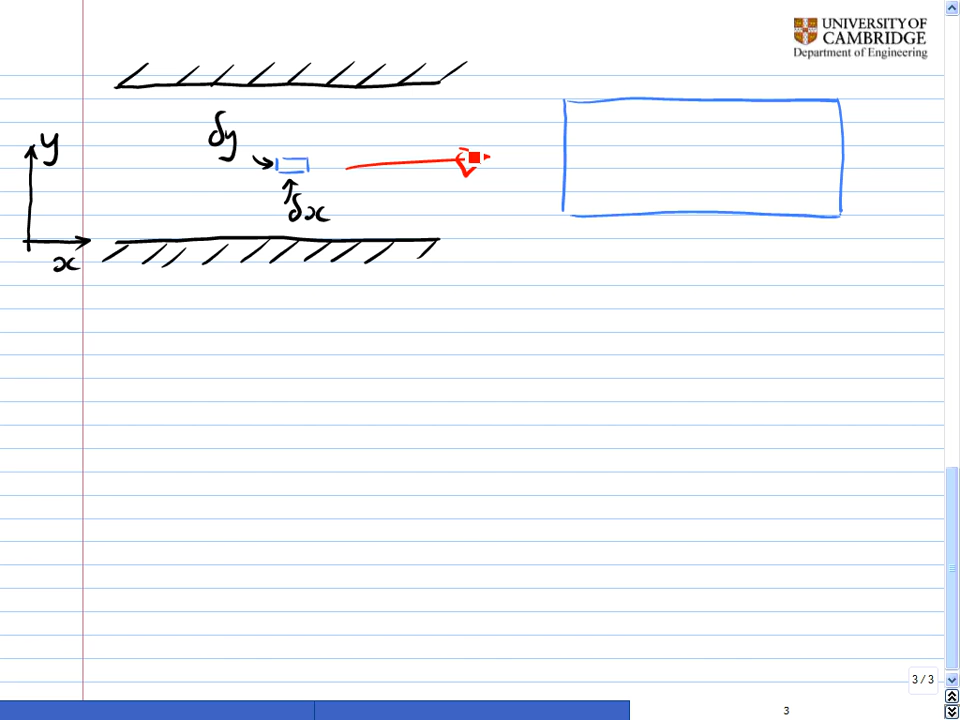 UNIVERSITY OF
CAMBRIDGE
Department of Engineering
δy
y
δx
x
3 / 3
3